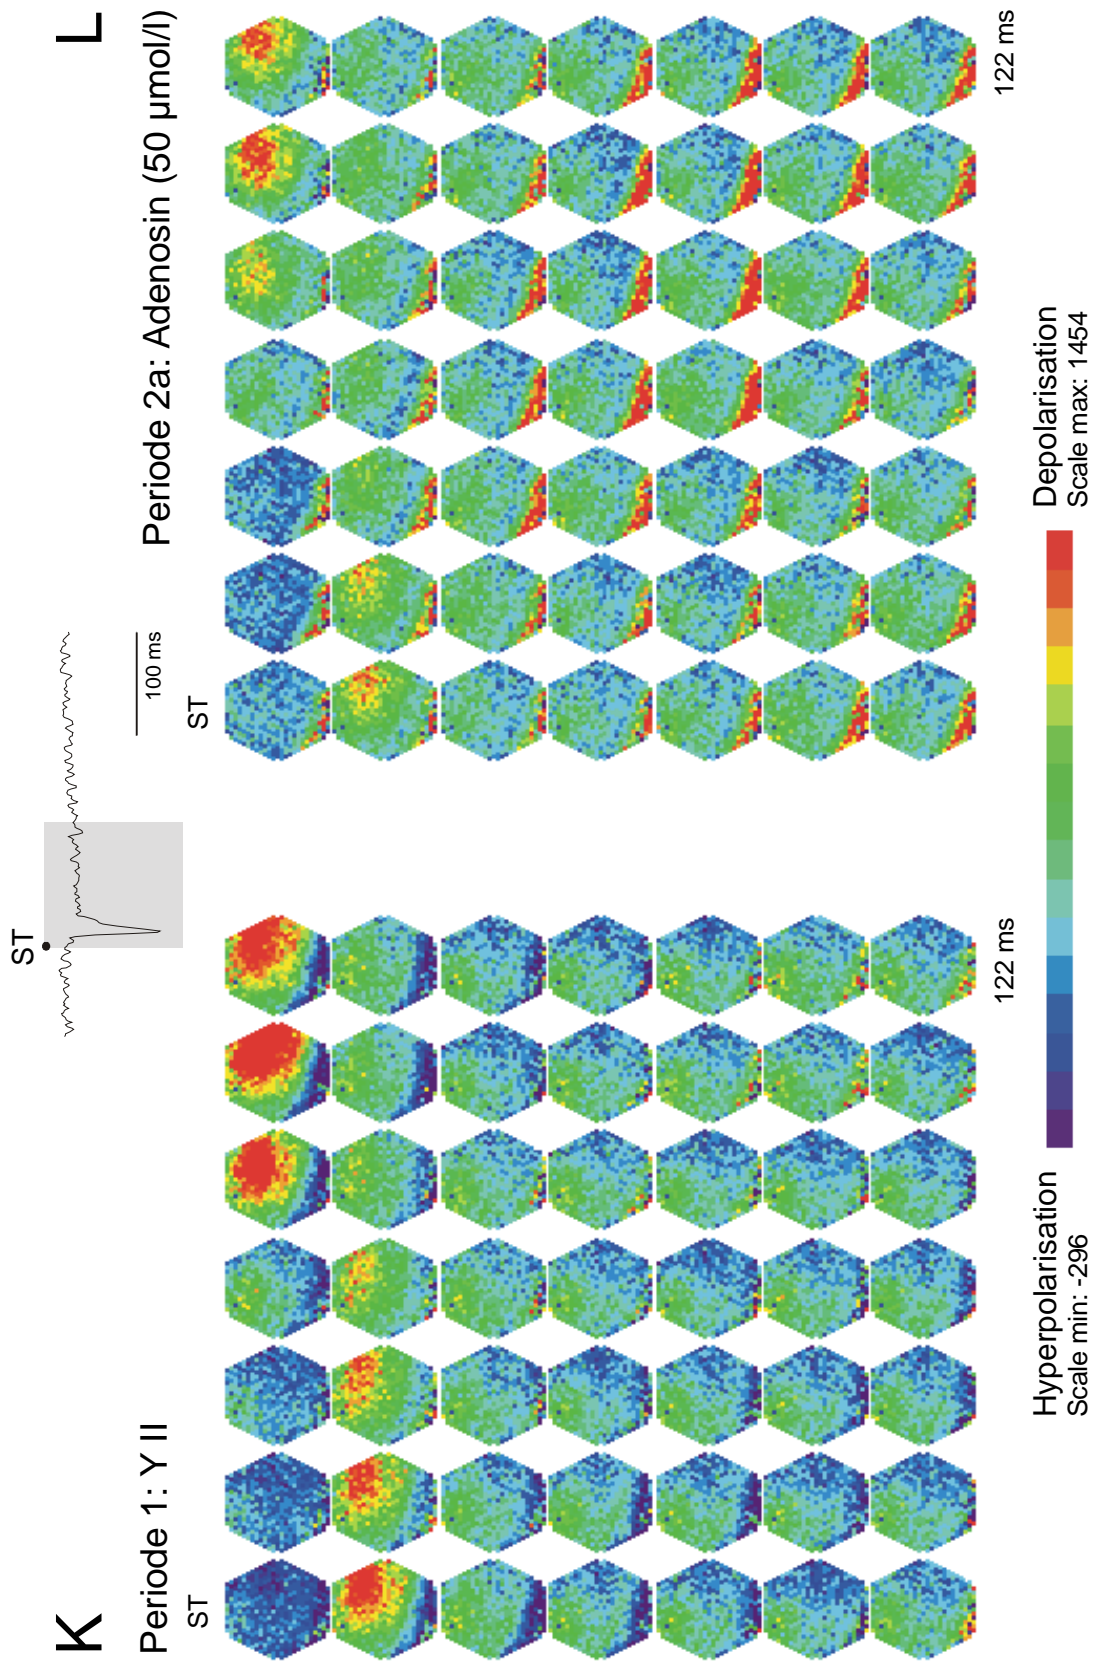 K
L
ST
100 ms
Periode 1: Y II
Periode 2a: Adenosin (50 µmol/l)
ST
ST
122 ms
122 ms
Hyperpolarisation
Scale min: -296
Depolarisation
Scale max: 1454